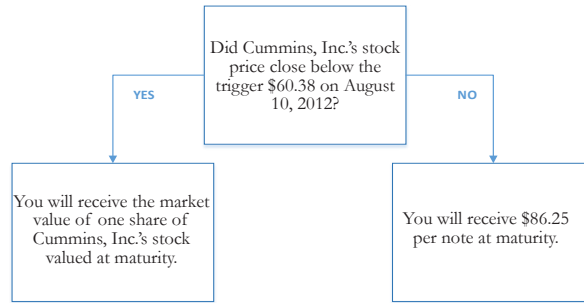 Did Cummins, Inc.'s stock
price close below the
trigger $60.38 on August
10, 2012?
YES
NO
You will receive the market
value of one share of
Cummins, Inc.'s stock
valued at maturity.
You will receive $86.25
per note at maturity.